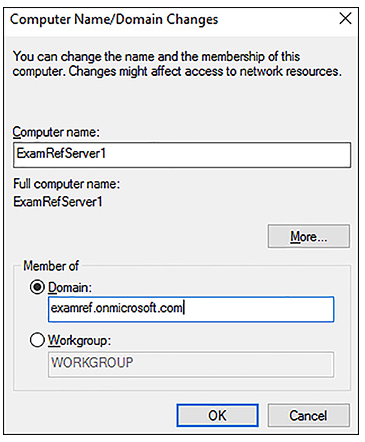 Computer Name/Domain Changes
You can change the name and the membership of this
computer. Changes might affect access to network resources.
Computer name:
ExamRefServer1
Full computer name:
ExamRefServer1
More...
Member of
Domain:
examref.onmicrosoft.com
Workgroup:
WORKGROUP
OK Cancel